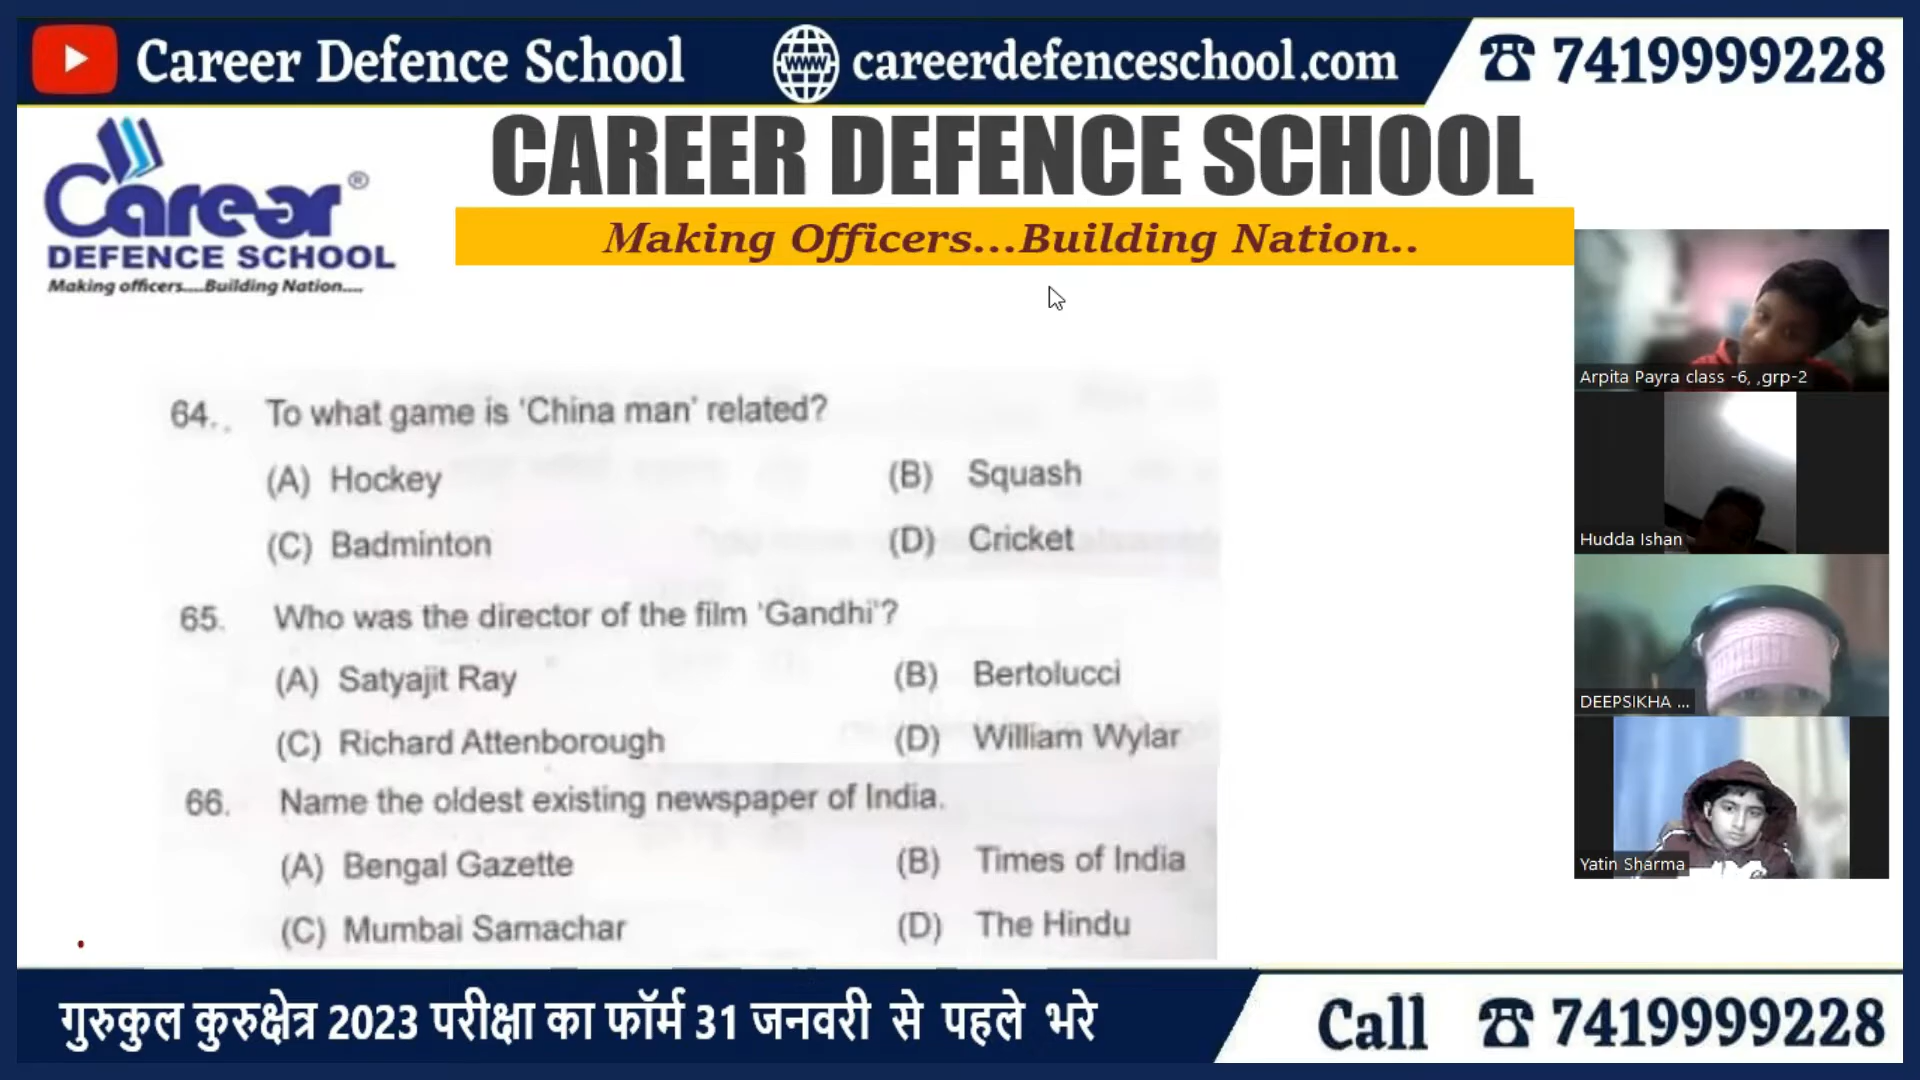 Career Defence School
www
careerdefenceschool.com
7419999228
Career®
DEFENCE SCHOOL
Making officers....Building Nation....
CAREER DEFENCE SCHOOL
Making Officers...Building Nation..
64. To what game is 'China man' related?
(A) Hockey (B) Squash
(C) Badminton (D) Cricket
65. Who was the director of the film 'Gandhi'?
(A) Satyajit Ray (B) Bertolucci
(C) Richard Attenborough (D) William Wylar
66. Name the oldest existing newspaper of India.
(A) Bengal Gazette (B) Times of India
(C) Mumbai Samachar (D) The Hindu
Arpita Payra class -6, ,grp-2
Hudda Ishan
DEEPSIKHA ...
Yatin Sharma
गुरुकुल कुरुक्षेत्र 2023 परीक्षा का फॉर्म 31 जनवरी से पहले भरे
Call 7419999228